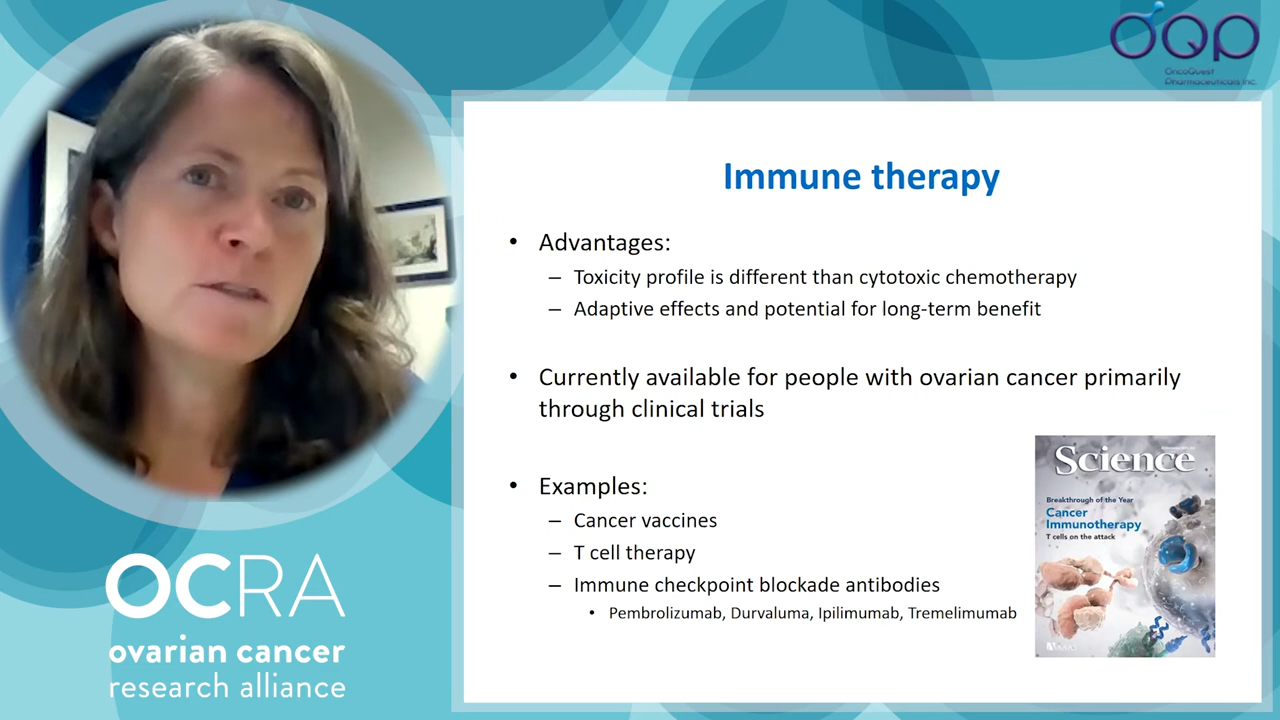 OQP
OncoQuest
Pharmaceuticals Inc.
Immune therapy
• Advantages:
– Toxicity profile is different than cytotoxic chemotherapy
– Adaptive effects and potential for long-term benefit
• Currently available for people with ovarian cancer primarily
through clinical trials
• Examples:
– Cancer vaccines
– T cell therapy
– Immune checkpoint blockade antibodies
• Pembrolizumab, Durvaluma, Ipilimumab, Tremelimumab
Science
Breakthrough of the Year
Cancer
Immunotherapy
T cells on the attack
OCRA
ovarian cancer
research alliance